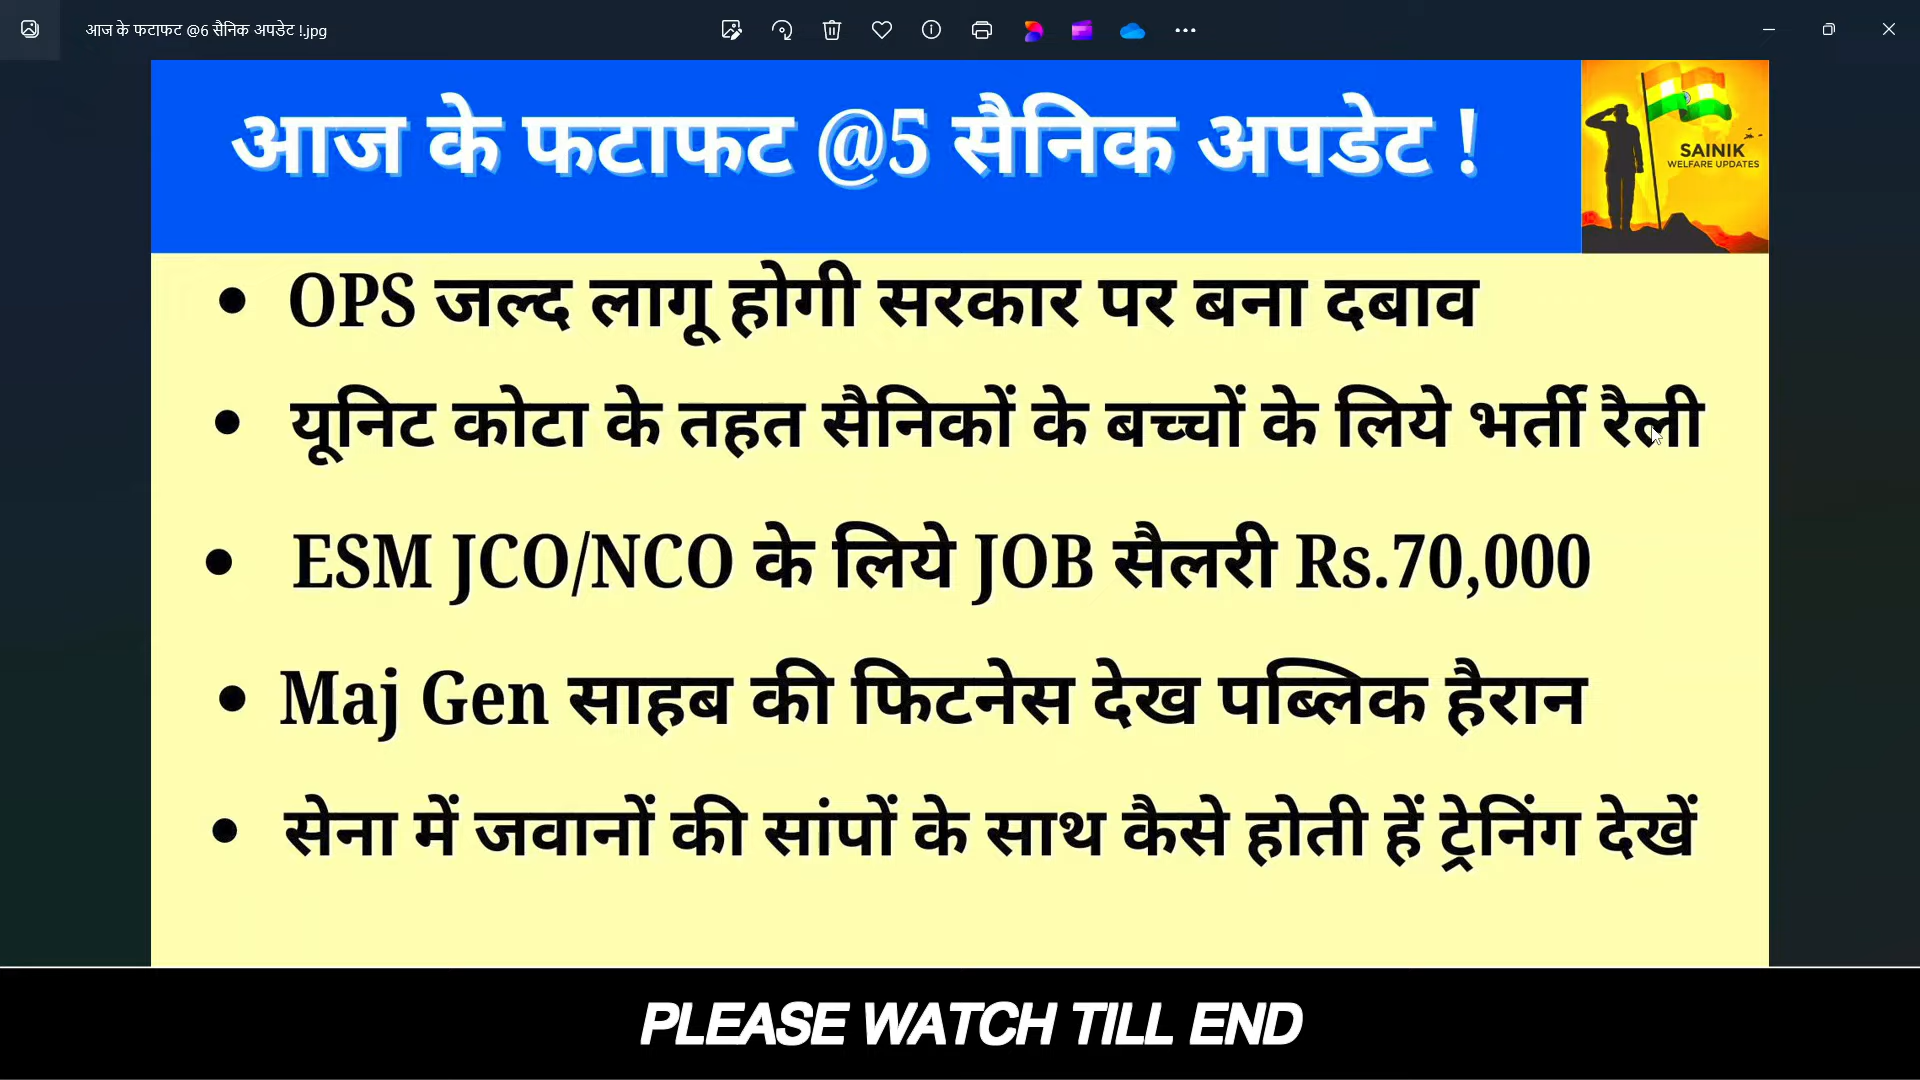 आज के फटाफट @6 सैनिक अपडेट !.jpg
आज के फटाफट @5 सैनिक अपडेट !
SAINIK
WELFARE UPDATES
• OPS जल्द लागू होगी सरकार पर बना दबाव
• यूनिट कोटा के तहत सैनिकों के बच्चों के लिये भर्ती रैली
• ESM JCO/NCO के लिये JOB सैलरी Rs.70,000
• Maj Gen साहब की फिटनेस देख पब्लिक हैरान
• सेना में जवानों की सांपों के साथ कैसे होती हें ट्रेनिंग देखें
PLEASE WATCH TILL END